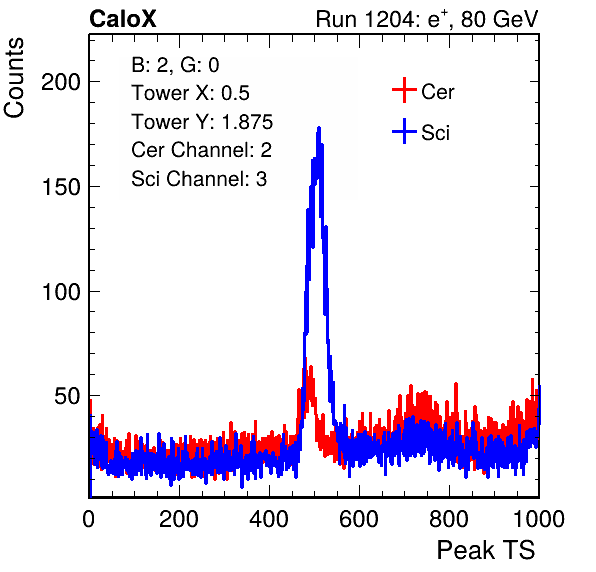 CaloX
Run 1204: e+, 80 GeV
Counts
B: 2, G: 0
Tower X: 0.5
Tower Y: 1.875
Cer Channel: 2
Sci Channel: 3
Cer
Sci
200
150
100
50
0 200 400 600 800 1000
Peak TS